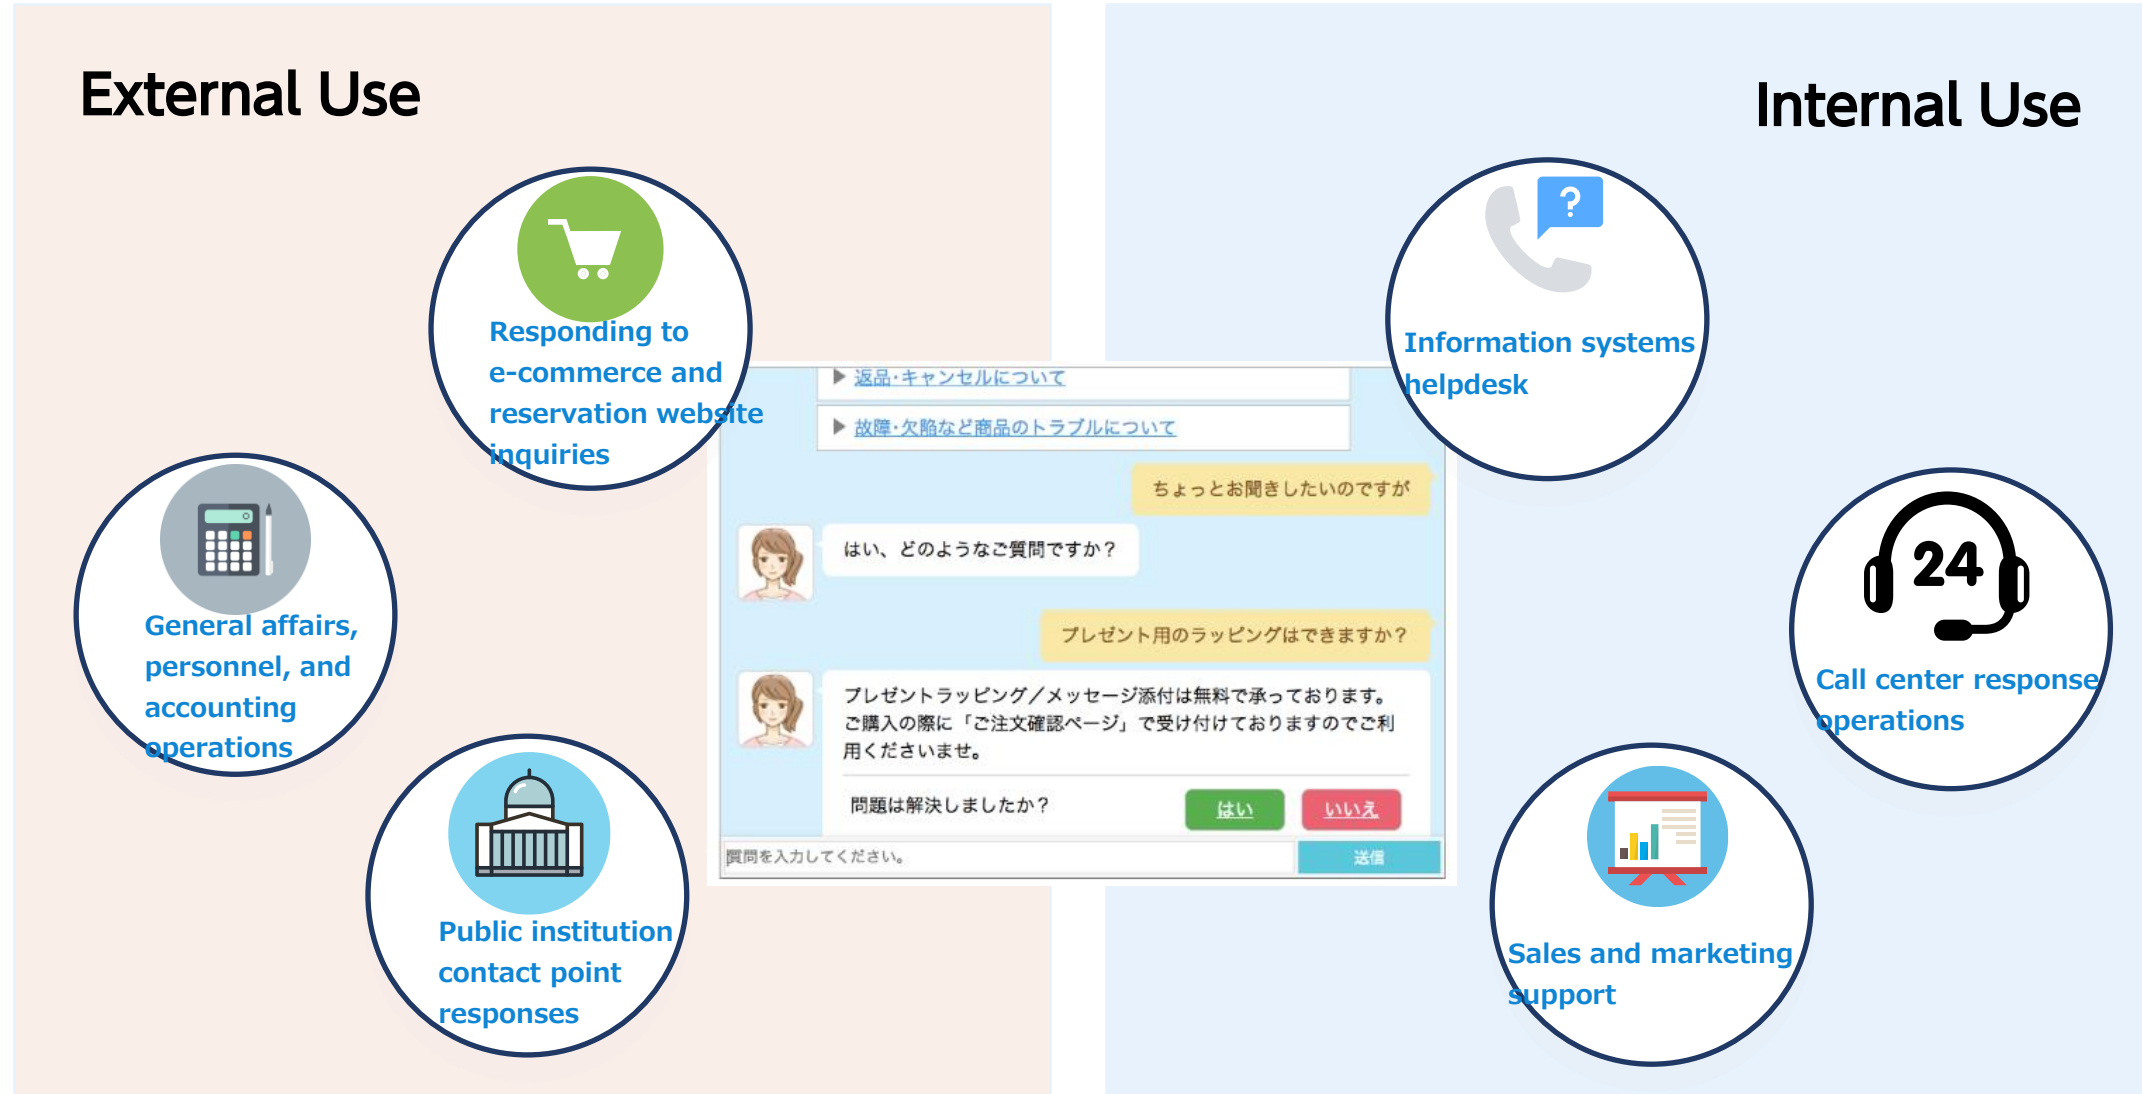 External Use
Internal Use
Responding to
e-commerce and
reservation website
inquiries
General affairs,
personnel, and
accounting
operations
Public institution
contact point
responses
▶ 返品・キャンセルについて
▶ 故障・欠陥など商品のトラブルについて
ちょっとお聞きしたいのですが
はい、どのようなご質問ですか？
プレゼント用のラッピングはできますか？
プレゼントラッピング／メッセージ添付は無料で承っております。
ご購入の際に「ご注文確認ページ」で受け付けておりますのでご利
用くださいませ。
問題は解決しましたか？ はい いいえ
質問を入力してください。 送信
?
Information systems
helpdesk
24
Call center response
operations
Sales and marketing
support